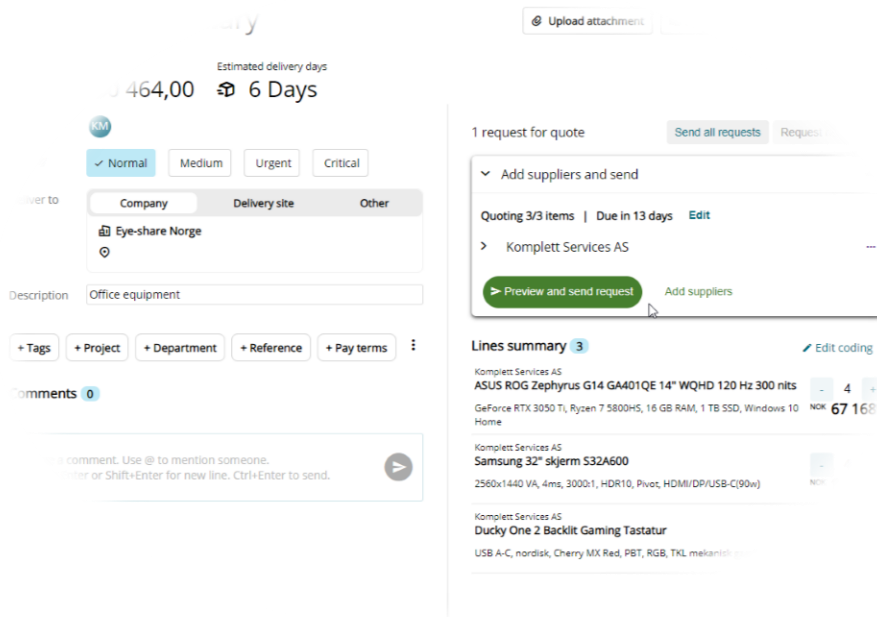 Upload attachment
Estimated delivery days
464,00 6 Days
KM
Normal Medium Urgent Critical
to
Company Delivery site Other
Eye-share Norge
Description Office equipment
+ Tags + Project + Department + Reference + Pay terms
Comments 0
comment. Use @ to mention someone.
or Shift+Enter for new line. Ctrl+Enter to send.
1 request for quote Send all requests Request
Add suppliers and send
Quoting 3/3 items | Due in 13 days Edit
Komplett Services AS ...
Preview and send request Add suppliers
Lines summary 3 Edit coding
Komplett Services AS
ASUS ROG Zephyrus G14 GA401QE 14" WQHD 120 Hz 300 nits - 4 +
GeForce RTX 3050 Ti, Ryzen 7 5800HS, 16 GB RAM, 1 TB SSD, Windows 10 NOK 67 168
Home
Komplett Services AS
Samsung 32" skjerm S32A600 -
2560x1440 VA, 4ms, 3000:1, HDR10, Pivot, HDMI/DP/USB-C(90w) NOK
Komplett Services AS
Ducky One 2 Backlit Gaming Tastatur
USB A-C, nordisk, Cherry MX Red, PBT, RGB, TKL mekanisk